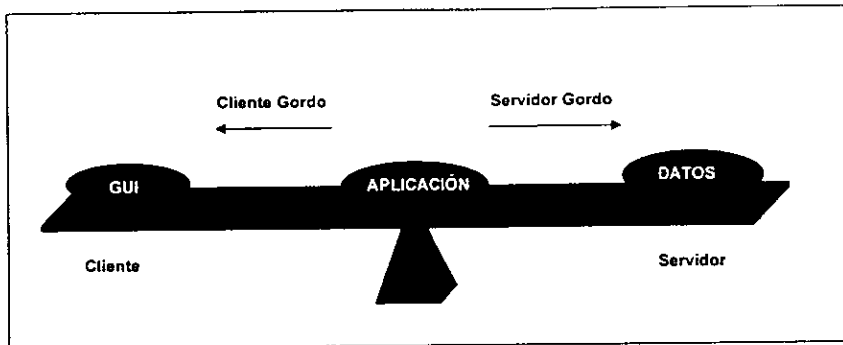 Cliente Gordo
Servidor Gordo
GUI
APLICACIÓN
DATOS
Cliente
Servidor